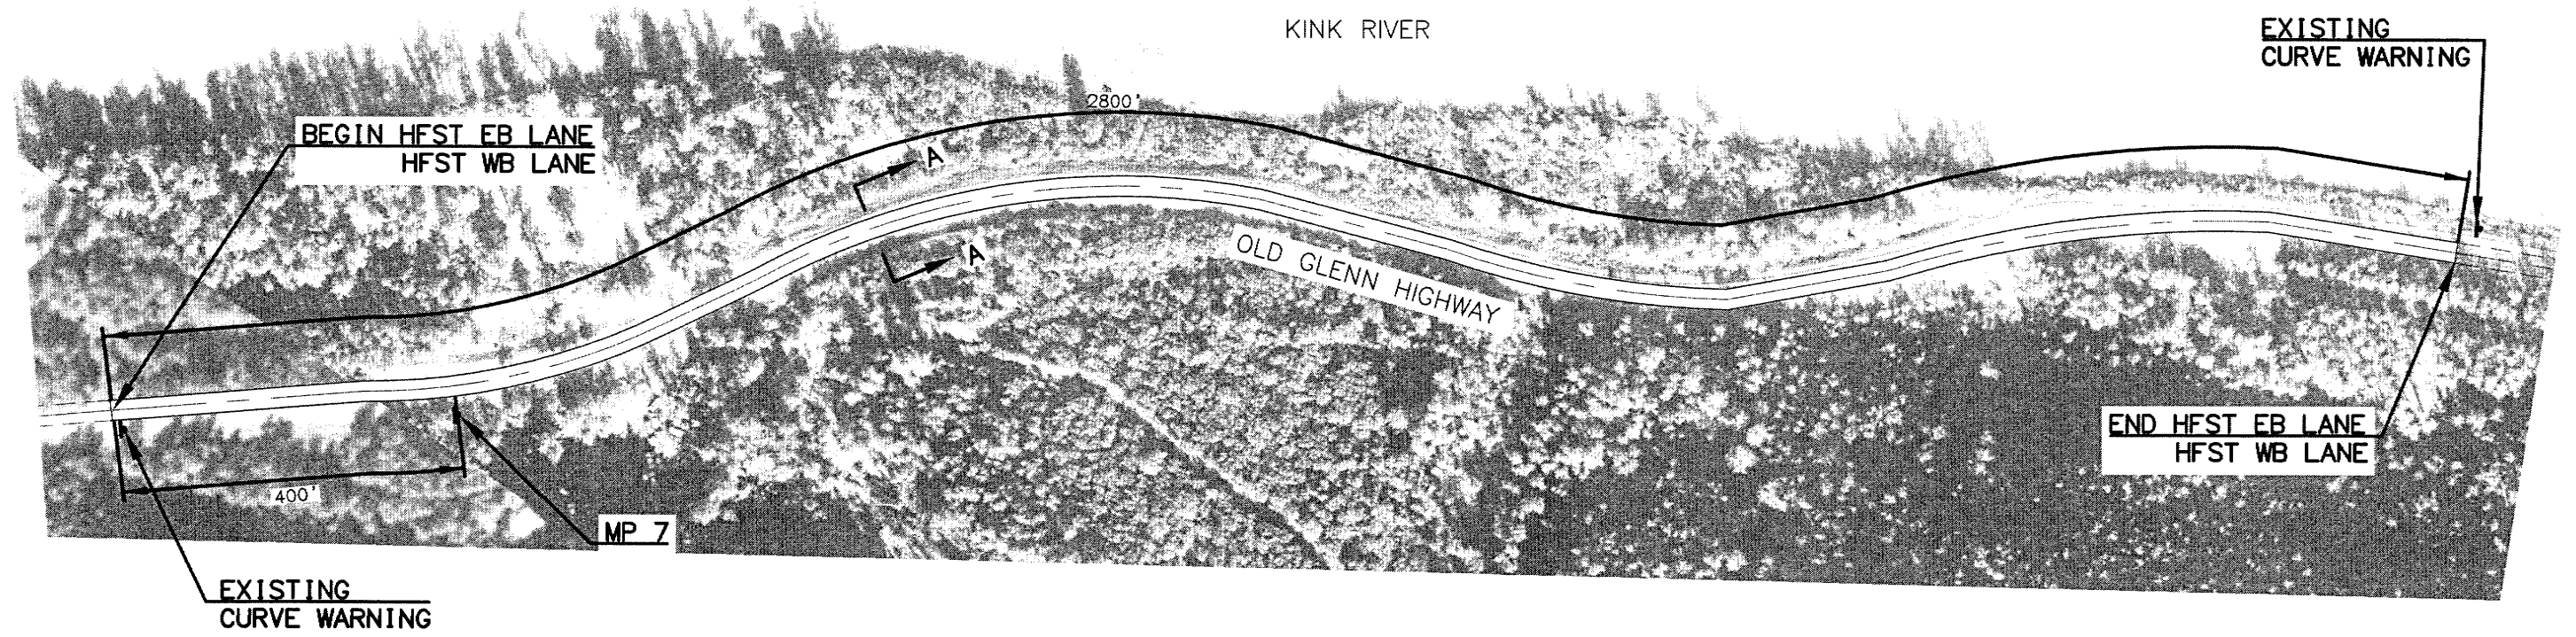 KINK RIVER
EXISTING
CURVE WARNING
2800'
BEGIN HFST EB LANE
HFST WB LANE
A
A
OLD GLENN HIGHWAY
END HFST EB LANE
HFST WB LANE
400'
MP 7
EXISTING
CURVE WARNING